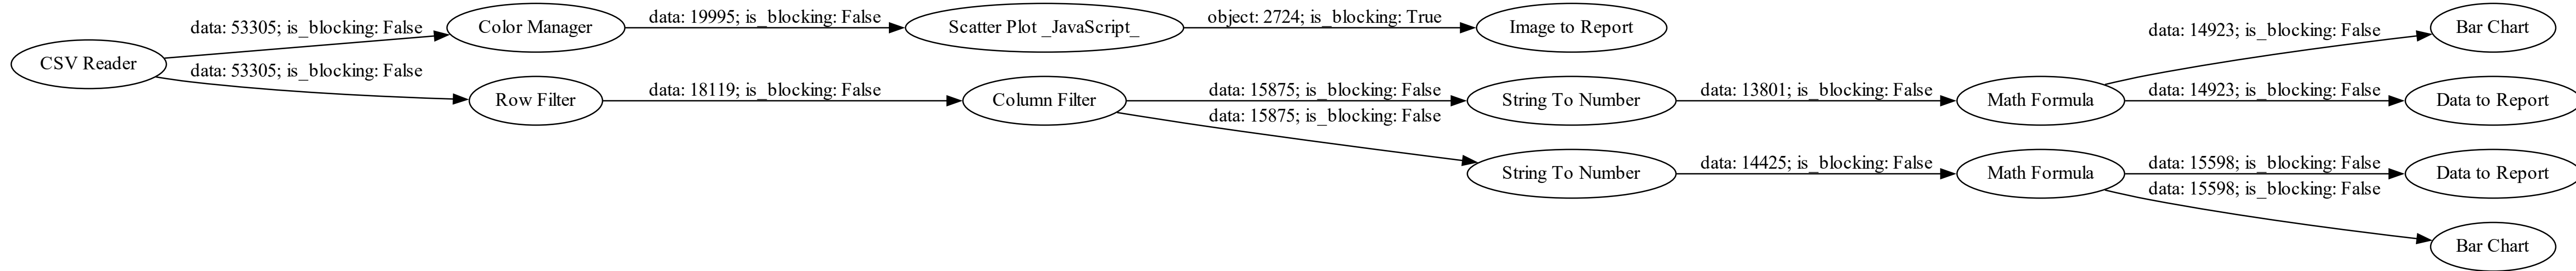 CSV Reader
data: 53305; is_blocking: False
data: 53305; is_blocking: False
Color Manager
data: 19995; is_blocking: False
Scatter Plot _JavaScript_
object: 2724; is_blocking: True
Image to Report
Row Filter
data: 18119; is_blocking: False
Column Filter
data: 15875; is_blocking: False
data: 15875; is_blocking: False
String To Number
data: 13801; is_blocking: False
Math Formula
data: 14923; is_blocking: False
Bar Chart
data: 14923; is_blocking: False
Data to Report
String To Number
data: 14425; is_blocking: False
Math Formula
data: 15598; is_blocking: False
Data to Report
data: 15598; is_blocking: False
Bar Chart